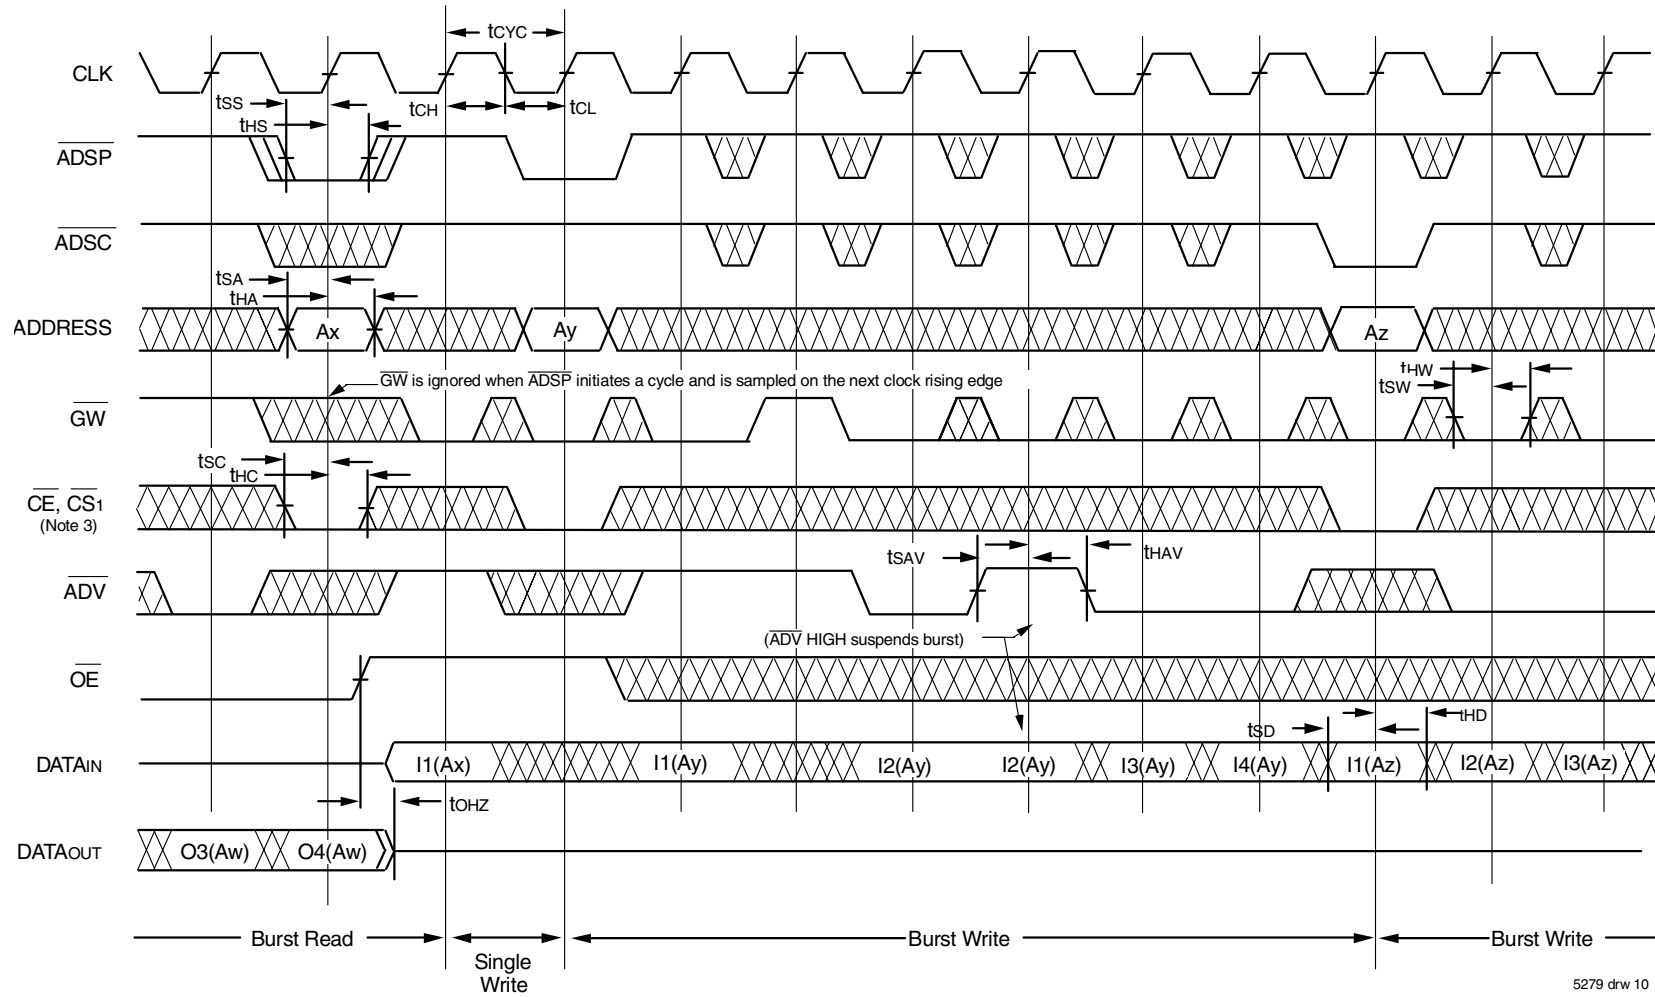 tCYC
CLK
tSS
tCH
tCL
tHS
ADSP
ADSC
tSA
tHA
ADDRESS
Ax
Ay
Az
GW is ignored when ADSP initiates a cycle and is sampled on the next clock rising edge
tHW
tSW
GW
tSC
tHC
CE, CS1
(Note 3)
tSAV
tHAV
ADV
(ADV HIGH suspends burst)
OE
tSD
tHD
DATAIN
I1(Ax)
I1(Ay)
I2(Ay)
I2(Ay)
I3(Ay)
I4(Ay)
I1(Az)
I2(Az)
I3(Az)
tOHZ
DATAOUT
O3(Aw)
O4(Aw)
Burst Read
Single
Write
Burst Write
Burst Write
5279 drw 10